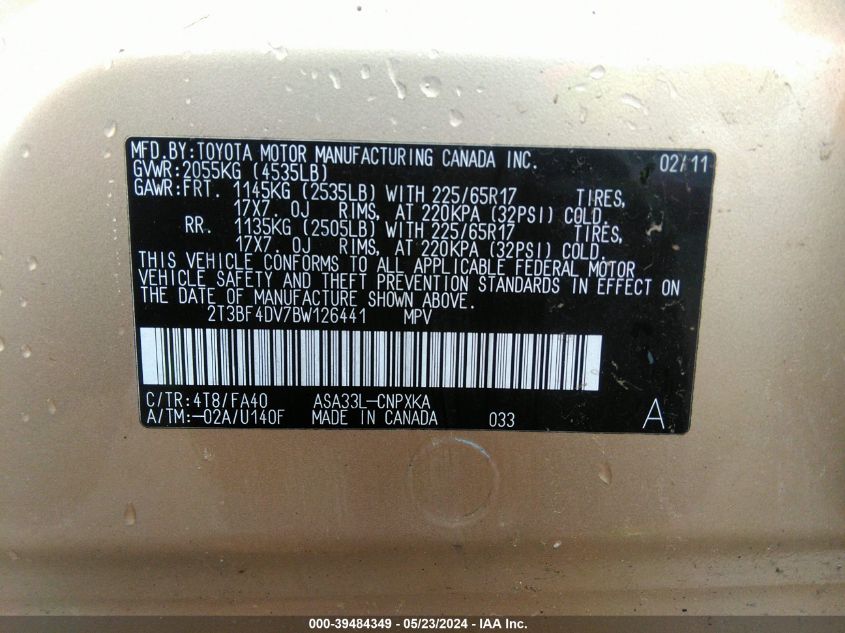 MFD.BY:TOYOTA MOTOR MANUFACTURING CANADA INC. 02/11
GVWR:2055KG (4535LB)
GAWR:FRT. 1145KG (2535LB) WITH 225/65R17 TIRES,
17X7.0J RIMS, AT 220KPA (32PSI) COLD.
RR. 1135KG (2505LB) WITH 225/65R17 TIRES,
17X7.0J RIMS, AT 220KPA (32PSI) COLD.
THIS VEHICLE CONFORMS TO ALL APPLICABLE FEDERAL MOTOR
VEHICLE SAFETY AND THEFT PREVENTION STANDARDS IN EFFECT ON
THE DATE OF MANUFACTURE SHOWN ABOVE.
2T3BF4DV7BW126441 MPV
C/TR:4T8/FA40 ASA33L-CNPXKA
A/TM:-02A/U140F MADE IN CANADA 033 A
000-39484349 - 05/23/2024 - IAA Inc.